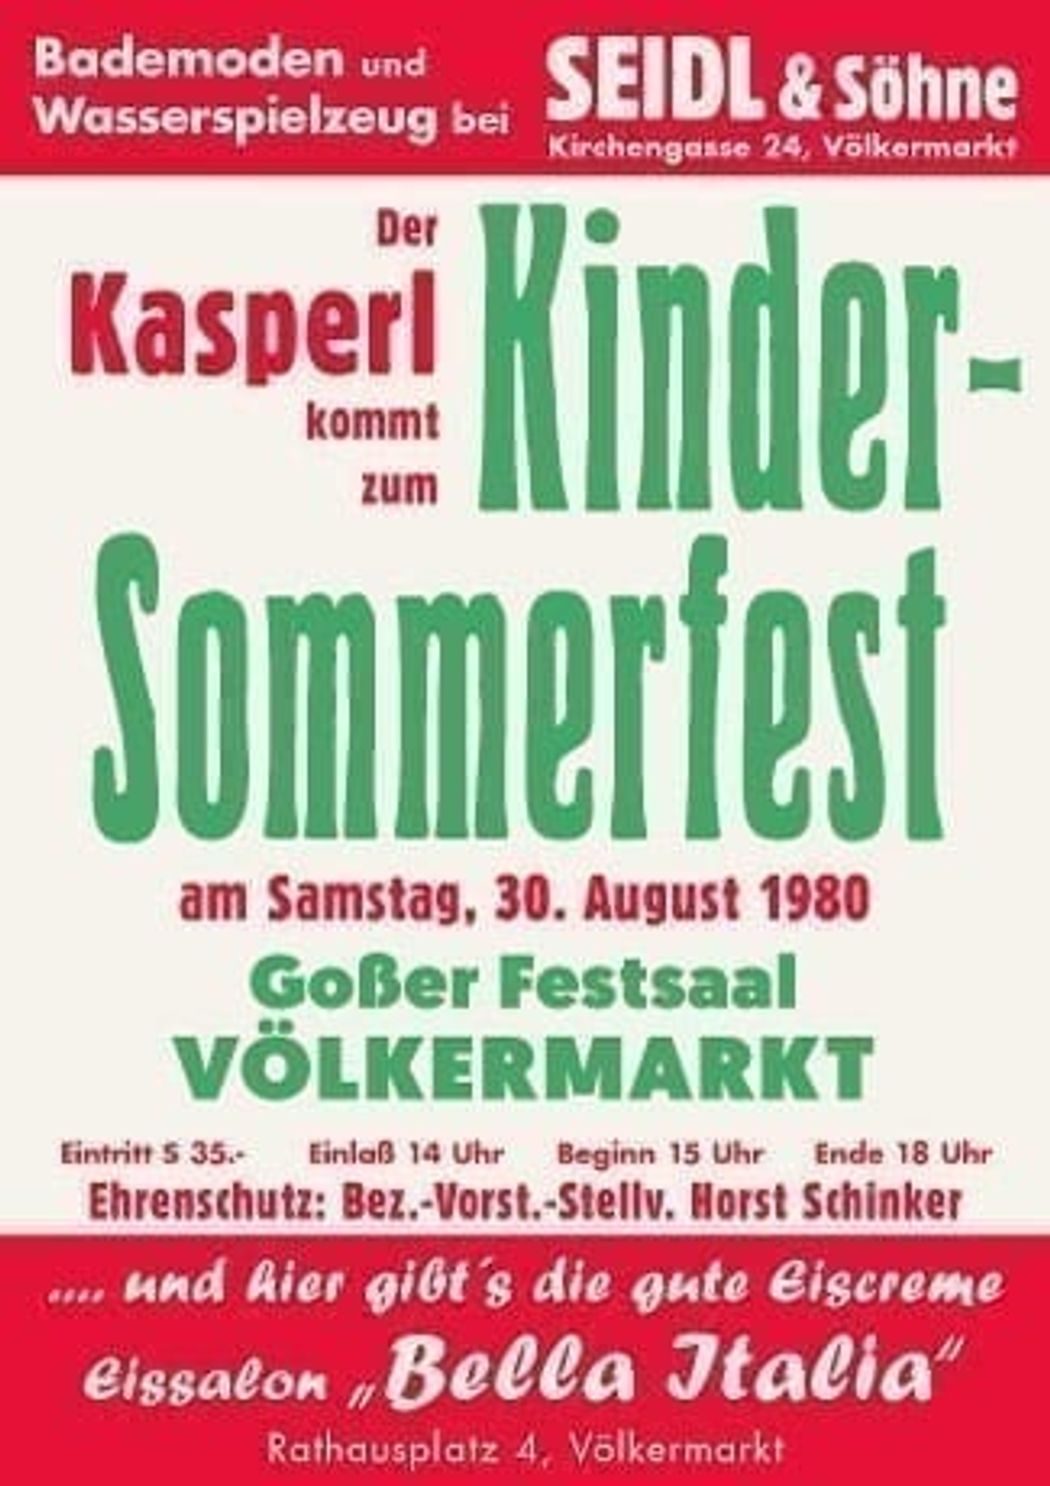 Bademoden und
Wasserspielzeug bei
SEIDL & Söhne
Kirchengasse 24, Völkermarkt
Der
Kasperl
kommt
zum
Kinder-
Sommerfest
am Samstag, 30. August 1980
Goßer Festsaal
VÖLKERMARKT
Eintritt S 35.- Einlaß 14 Uhr Beginn 15 Uhr Ende 18 Uhr
Ehrenschutz: Bez.-Vorst.-Stellv. Horst Schinker
.... und hier gibt´s die gute Eiscreme
Eissalon „Bella Italia"
Rathausplatz 4, Völkermarkt